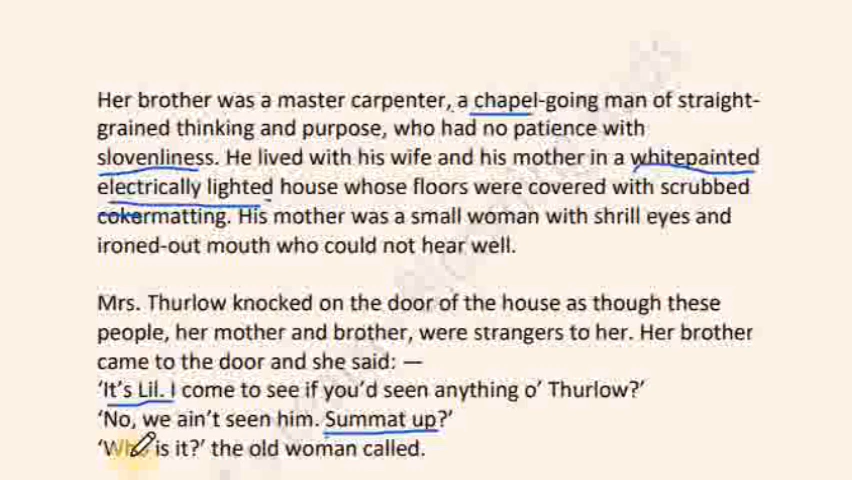 Her brother was a master carpenter, a chapel-going man of straight-
grained thinking and purpose, who had no patience with
slovenliness. He lived with his wife and his mother in a whitepainted
electrically lighted house whose floors were covered with scrubbed
cokermatting. His mother was a small woman with shrill eyes and
ironed-out mouth who could not hear well.
Mrs. Thurlow knocked on the door of the house as though these
people, her mother and brother, were strangers to her. Her brother
came to the door and she said: —
‘It’s Lil. I come to see if you’d seen anything o’ Thurlow?’
‘No, we ain’t seen him. Summat up?’
‘Who is it?’ the old woman called.